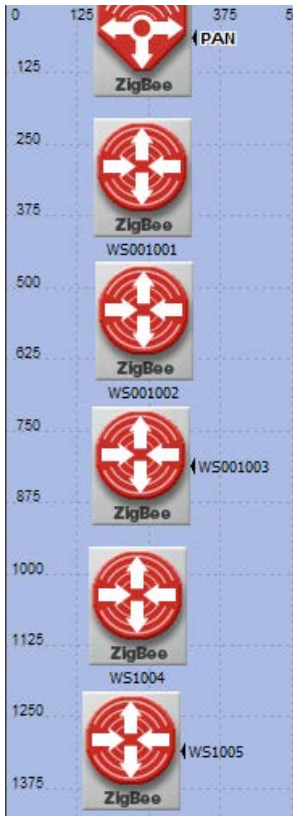 0 125 375 5
PAN
125
ZigBee
250
375
ZigBee
WS001001
500
625
ZigBee
WS001002
750
WS001003
875
ZigBee
1000
1125
ZigBee
WS1004
1250
WS1005
1375
ZigBee